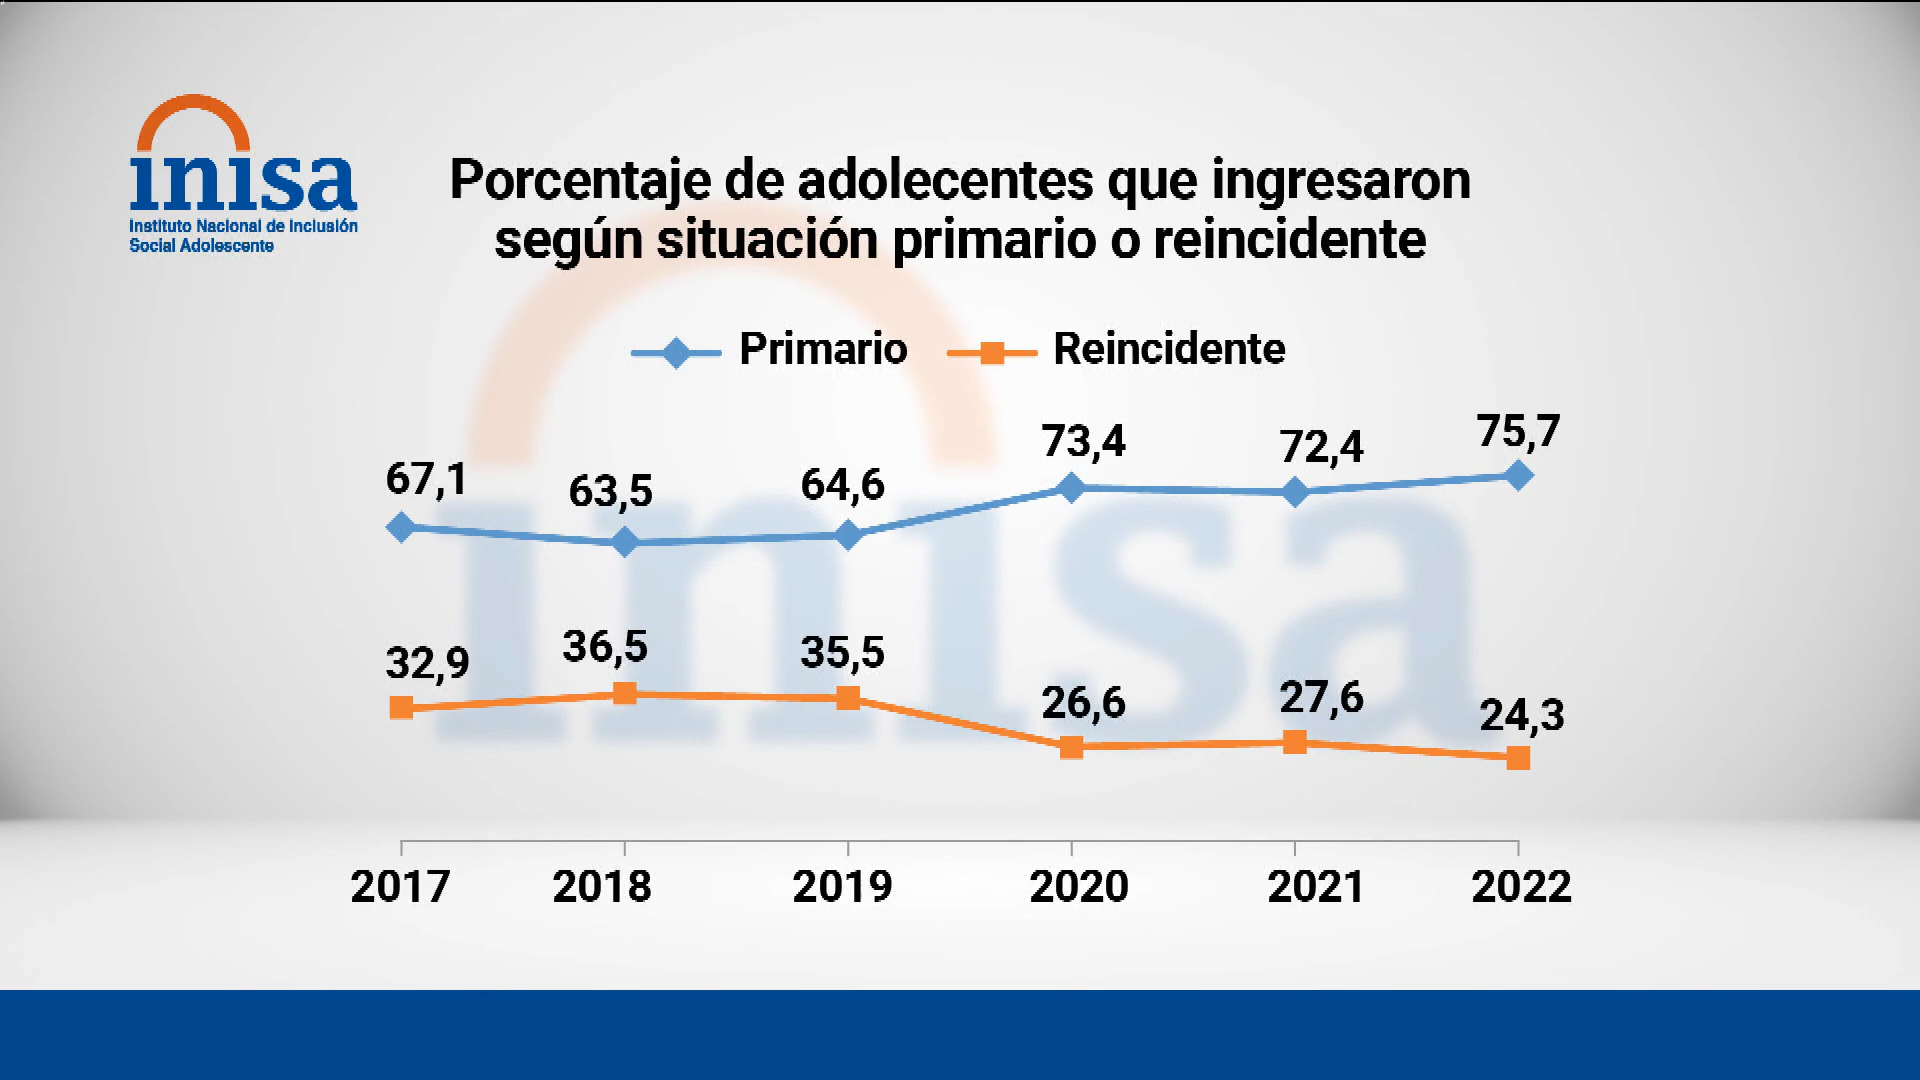 inisa
Instituto Nacional de Inclusión
Social Adolescente
Porcentaje de adolecentes que ingresaron
según situación primario o reincidente
Primario Reincidente
67,1 63,5 64,6 73,4 72,4 75,7
32,9 36,5 35,5 26,6 27,6 24,3
2017 2018 2019 2020 2021 2022
inisa